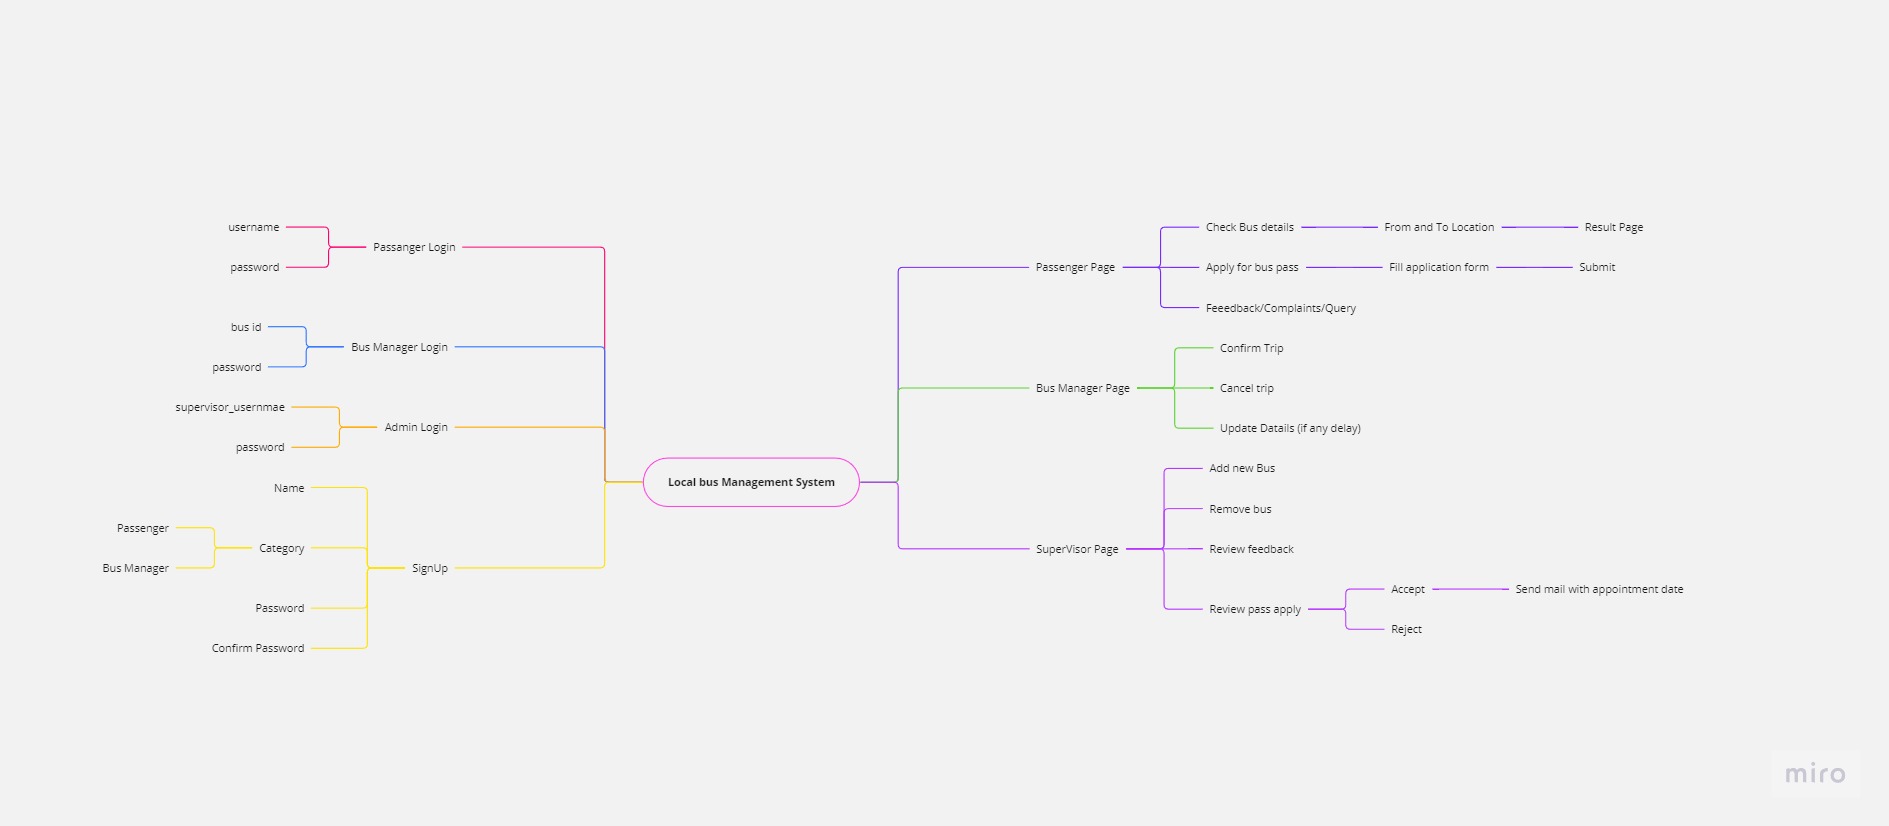 username
password
Passanger Login
bus id
password
Bus Manager Login
supervisor_usernmae
password
Admin Login
Name
Passenger
Bus Manager
Category
Password
Confirm Password
SignUp
Local bus Management System
Passenger Page
Check Bus details
From and To Location
Result Page
Apply for bus pass
Fill application form
Submit
Feeedback/Complaints/Query
Bus Manager Page
Confirm Trip
Cancel trip
Update Datails (if any delay)
SuperVisor Page
Add new Bus
Remove bus
Review feedback
Review pass apply
Accept
Send mail with appointment date
Reject
miro